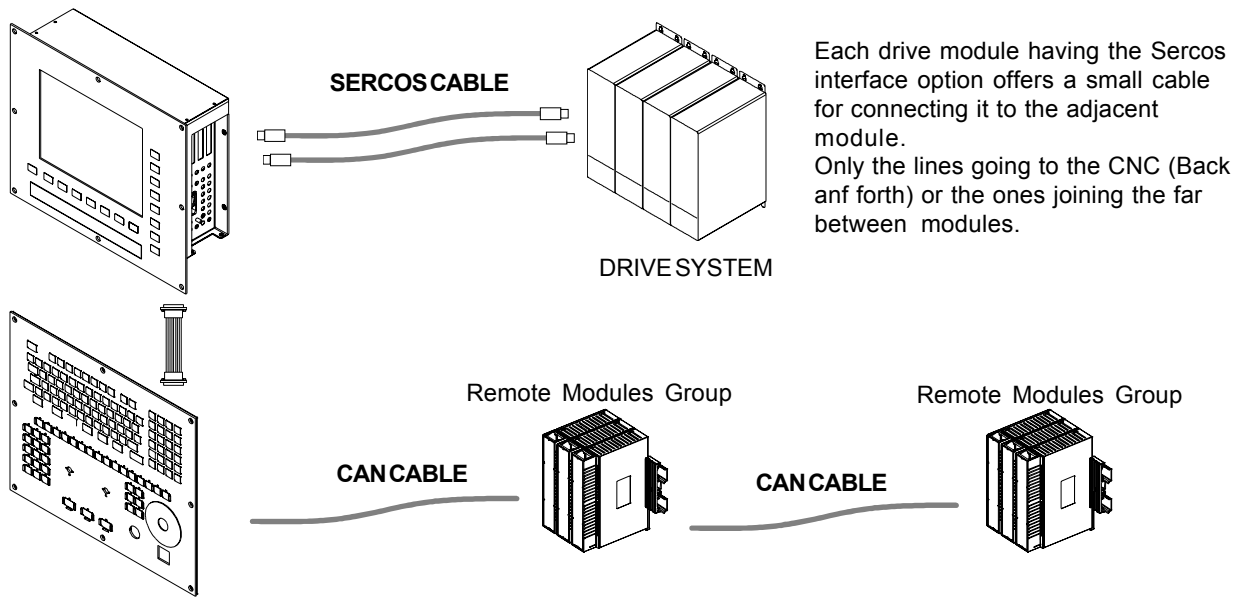 SERCOS CABLE
Each drive module having the Sercos
interface option offers a small cable
for connecting it to the adjacent
module.
Only the lines going to the CNC (Back
anf forth) or the ones joining the far
between modules.
DRIVE SYSTEM
Remote Modules Group
Remote Modules Group
CAN CABLE
CAN CABLE